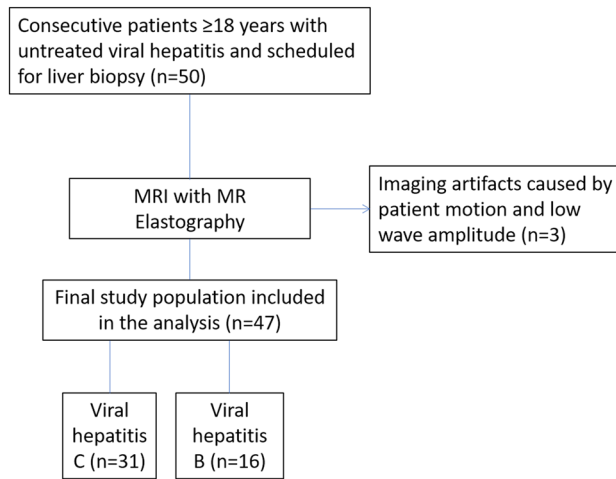 Consecutive patients ≥18 years with
untreated viral hepatitis and scheduled
for liver biopsy (n=50)
MRI with MR
Elastography
Imaging artifacts caused by
patient motion and low
wave amplitude (n=3)
Final study population included
in the analysis (n=47)
Viral
hepatitis
C (n=31)
Viral
hepatitis
B (n=16)